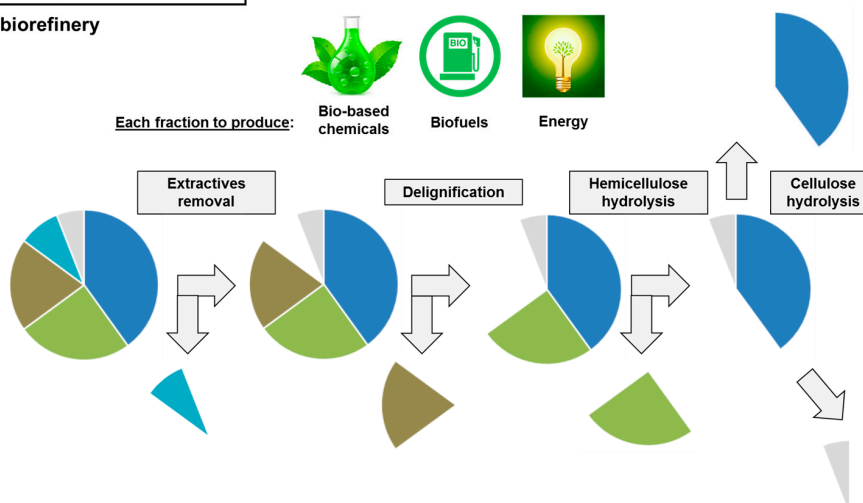 biorefinery
BIO
Each fraction to produce:
Bio-based
chemicals
Biofuels
Energy
Extractives
removal
Delignification
Hemicellulose
hydrolysis
Cellulose
hydrolysis